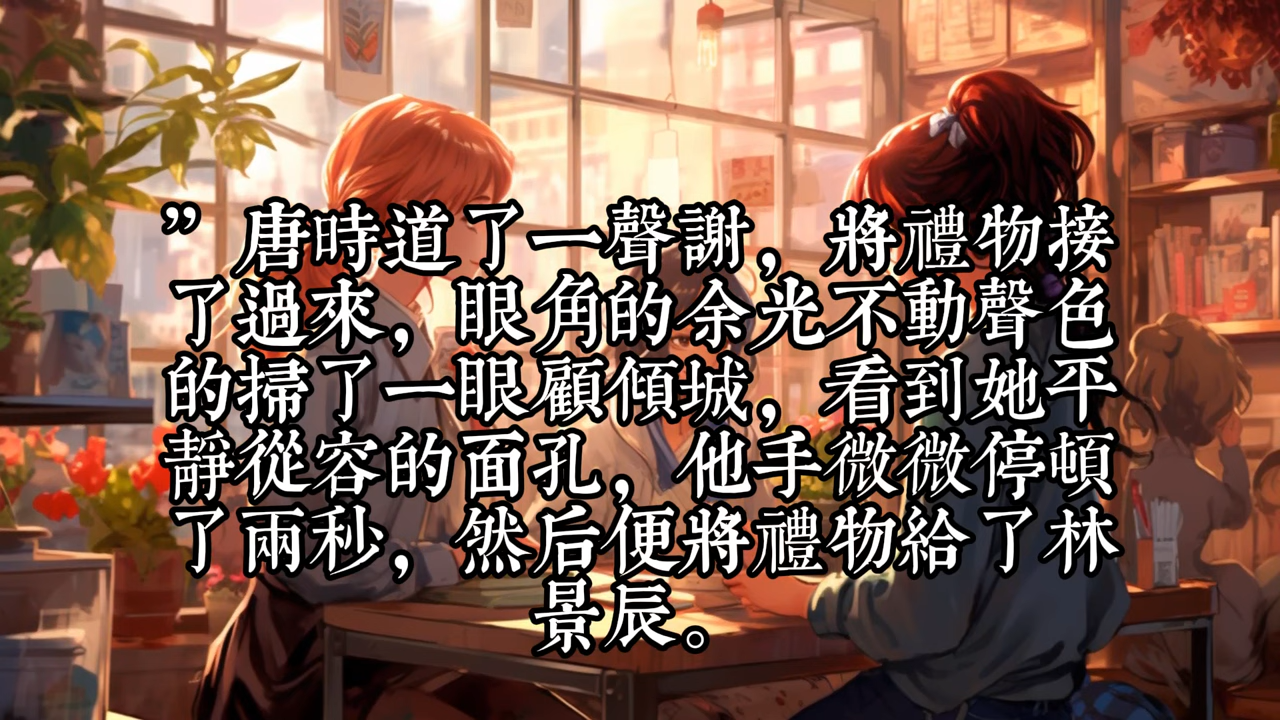 ”唐時道了一聲謝，將禮物接
了過來，眼角的余光不動聲色
的掃了一眼顧傾城，看到她平
靜從容的面孔，他手微微停頓
了兩秒，然后便將禮物給了林
景辰。